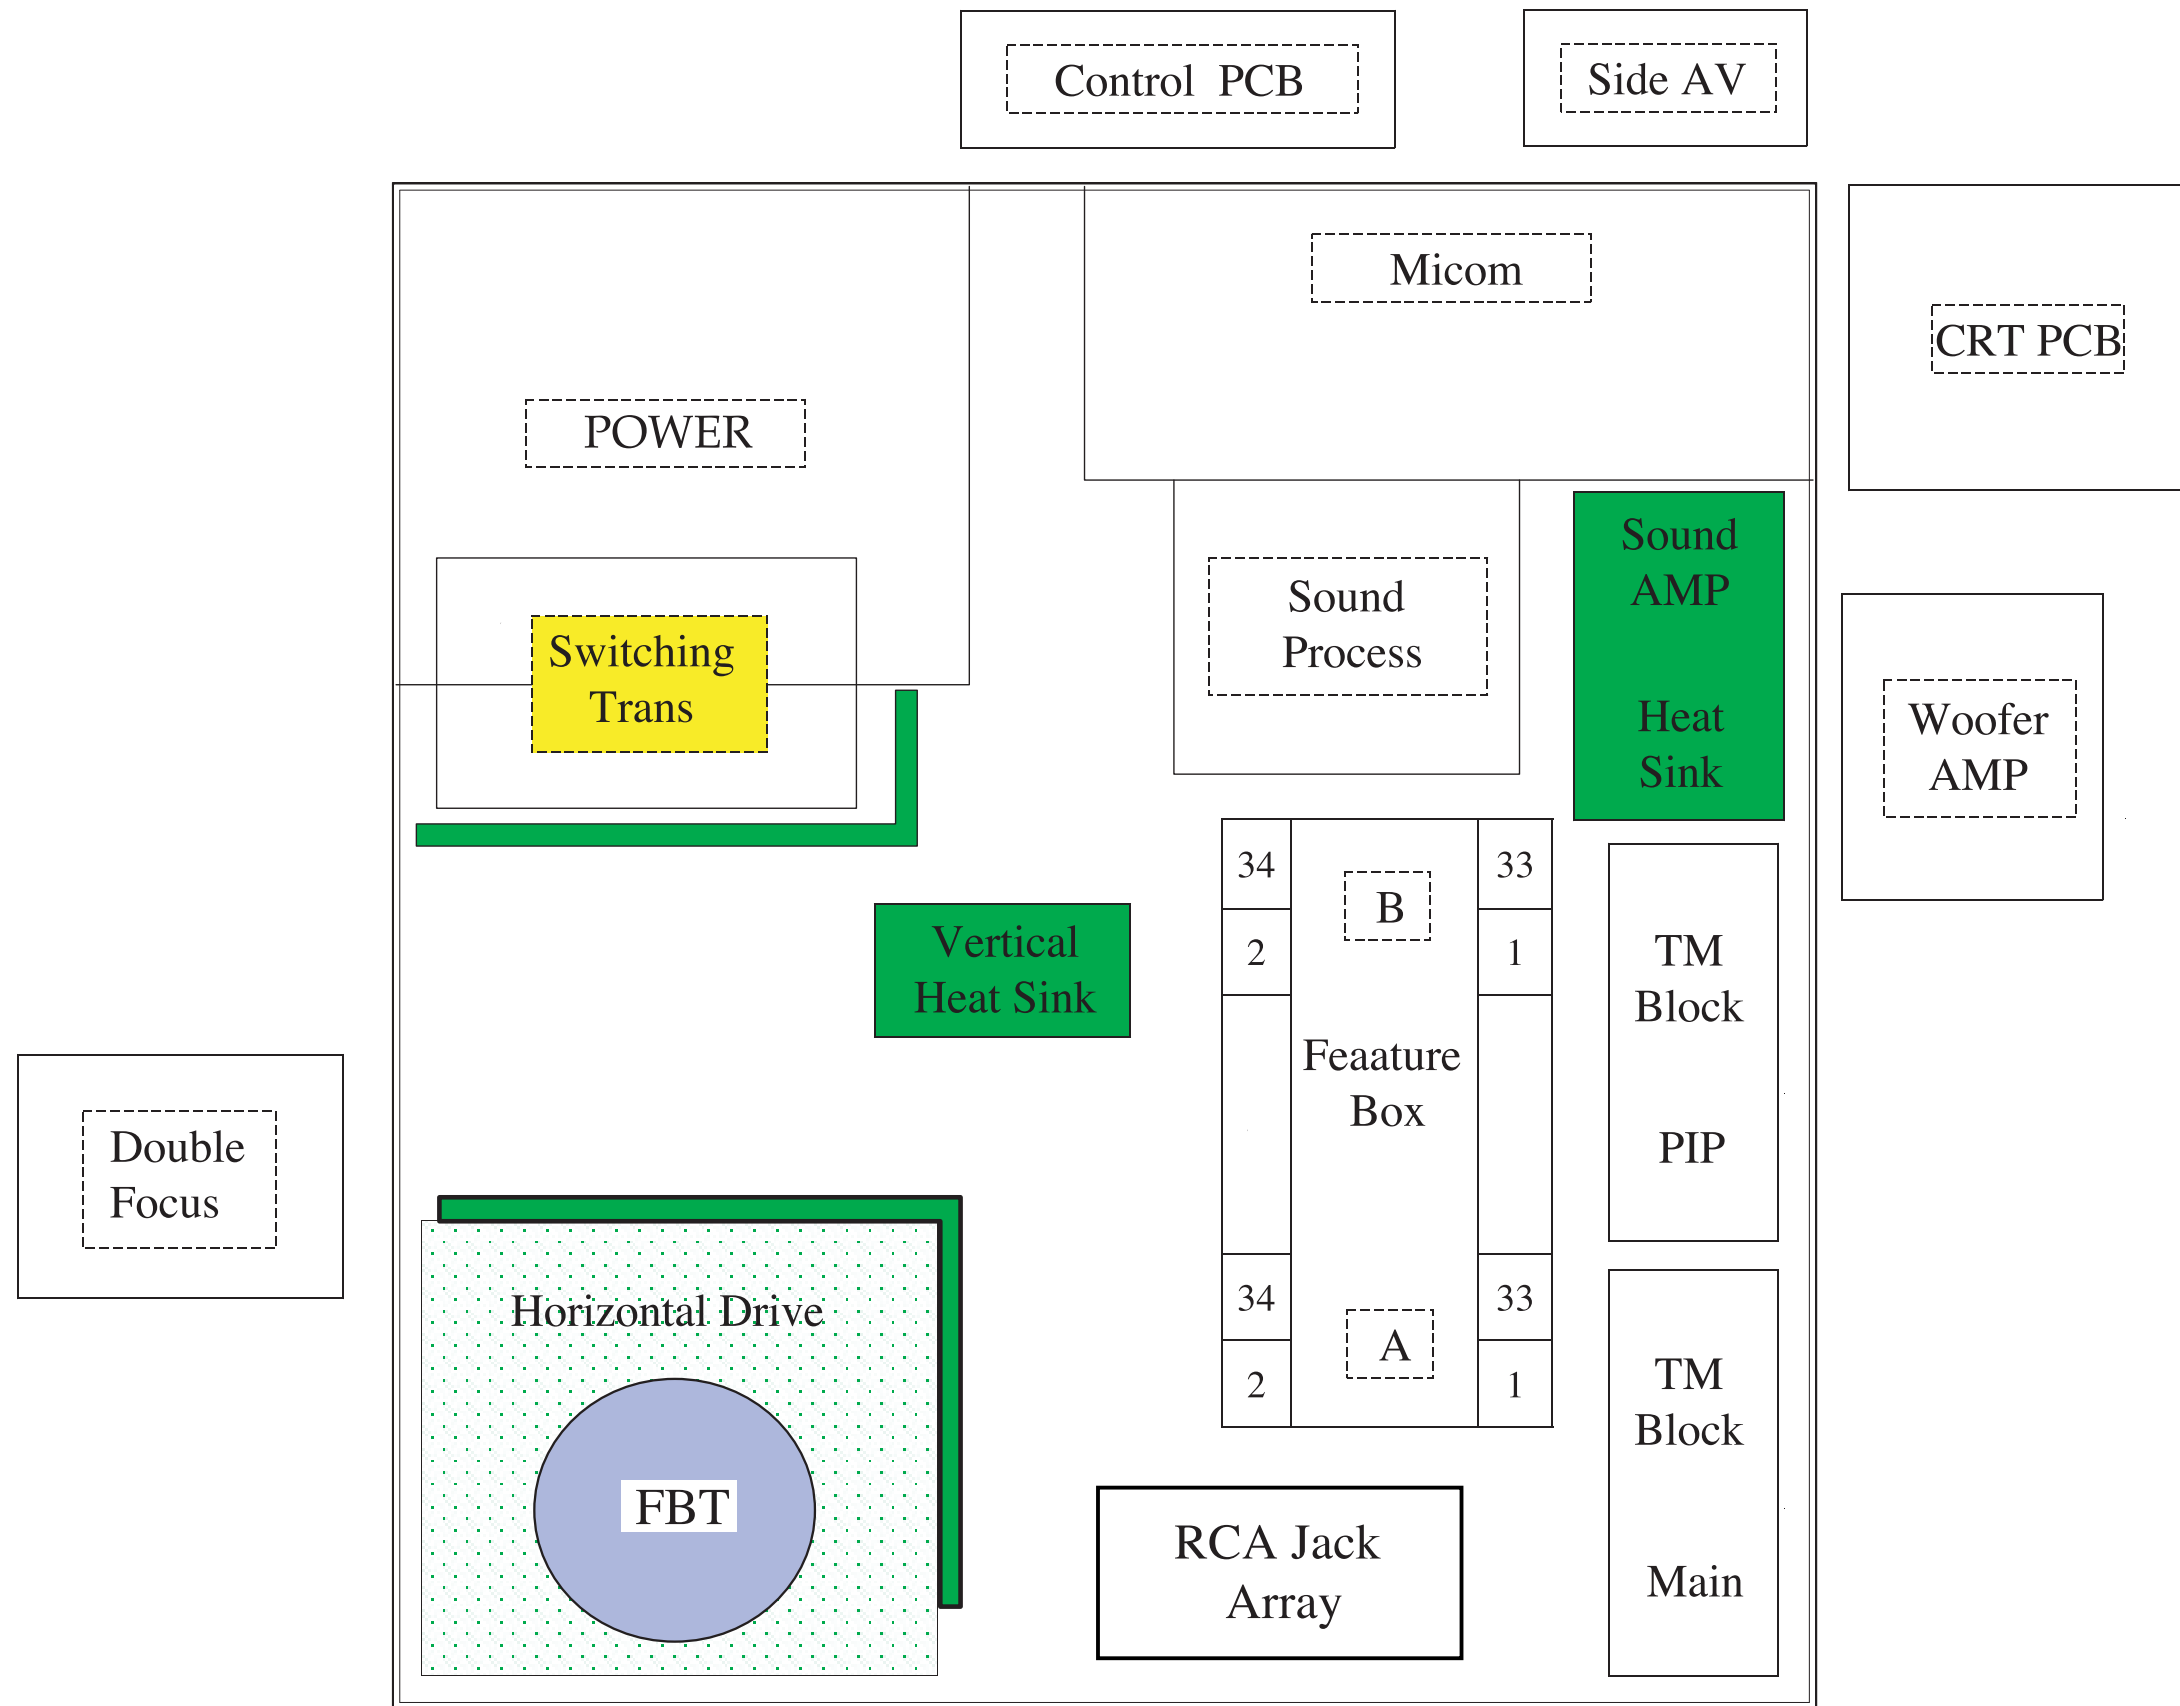 Control PCB
Side AV
Micom
CRT PCB
POWER
Sound
AMP
Heat
Sink
Sound
Process
Switching
Trans
Woofer
AMP
34
B
33
2
1
Vertical
Heat Sink
TM
Block
PIP
Feaature
Box
Double
Focus
34
33
A
2
1
Horizontal Drive
FBT
TM
Block
Main
RCA Jack
Array